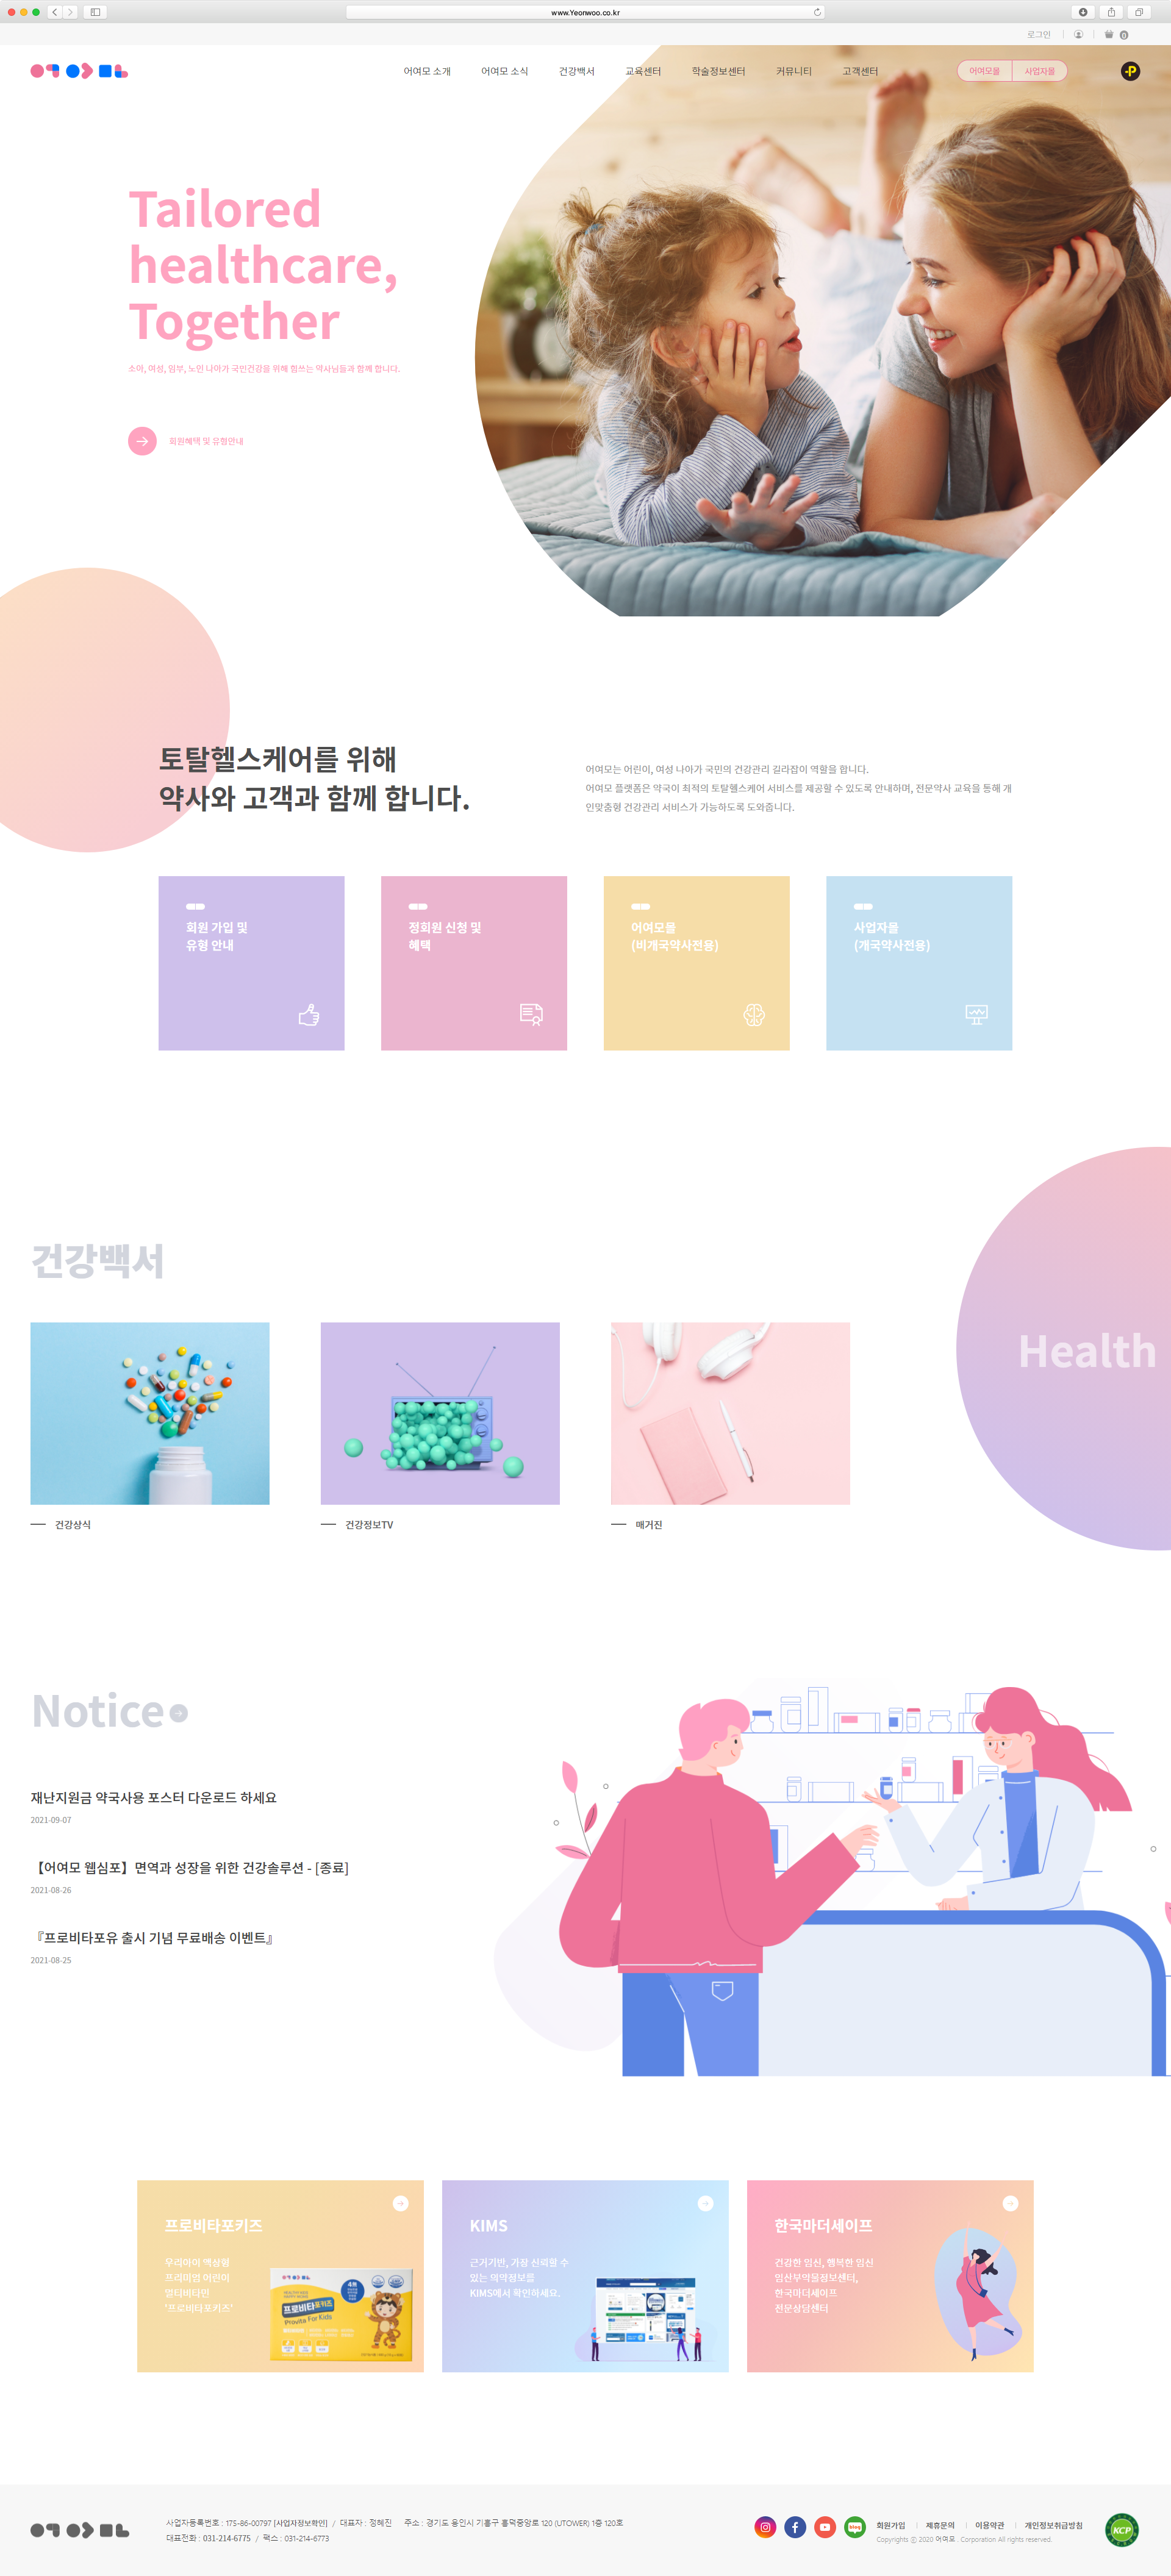 www.Yeonwoo.co.kr
로그인
0
어여모 소개
어여모 소식
건강백서
교육센터
학술정보센터
커뮤니티
고객센터
어여모몰
사업자몰
P
Tailored
healthcare,
Together
소아, 여성, 임부, 노인 나아가 국민건강을 위해 힘쓰는 약사님들과 함께 합니다.
회원혜택 및 유형안내
토탈헬스케어를 위해
약사와 고객과 함께 합니다.
어여모는 어린이, 여성 나아가 국민의 건강관리 길라잡이 역할을 합니다.
어여모 플랫폼은 약국이 최적의 토탈헬스케어 서비스를 제공할 수 있도록 안내하며, 전문약사 교육을 통해 개
인맞춤형 건강관리 서비스가 가능하도록 도와줍니다.
회원 가입 및
유형 안내
정회원 신청 및
혜택
어여모몰
(비개국약사전용)
사업자몰
(개국약사전용)
건강백서
Health
건강상식
건강정보TV
매거진
Notice
재난지원금 약국사용 포스터 다운로드 하세요
2021-09-07
【어여모 웹심포】면역과 성장을 위한 건강솔루션 - [종료]
2021-08-26
『프로비타포유 출시 기념 무료배송 이벤트』
2021-08-25
프로비타포키즈
우리아이 맥심형
프리미엄 어린이
멀티비타민
'프로비타포키즈'
프로비타포키즈
Provita For Kids
KIMS
근거기반, 가장 신뢰할 수
있는 의약정보를
KIMS에서 확인하세요.
한국마더세이프
건강한 임신, 행복한 임신
임산부약물정보센터,
한국마더세이프
전문상담센터
사업자등록번호 : 175-86-00797 [사업자정보확인] / 대표자 : 정혜진 주소 : 경기도 용인시 기흥구 흥덕중앙로 120 (UTOWER) 1층 120호
대표전화 : 031-214-6775 / 팩스 : 031-214-6773
blog
회원가입
제휴문의
이용약관
개인정보취급방침
Copyrights ⓒ 2020 어여모 . Corporation All rights reserved.
KCP